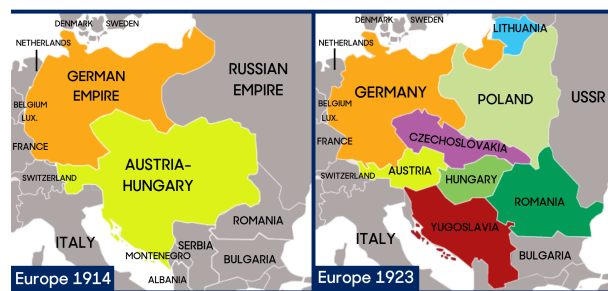 DENMARK SWEDEN
NETHERLANDS
GERMAN
EMPIRE
RUSSIAN
EMPIRE
BELGIUM
LUX.
FRANCE
SWITZERLAND
AUSTRIA-
HUNGARY
ROMANIA
ITALY
SERBIA
MONTENEGRO
BULGARIA
ALBANIA
Europe 1914
DENMARK SWEDEN
LITHUANIA
NETHERLANDS
GERMANY
POLAND
USSR
BELGIUM
LUX.
FRANCE
CZECHOSLOVAKIA
SWITZERLAND
AUSTRIA
HUNGARY
ROMANIA
YUGOSLAVIA
ITALY
BULGARIA
Europe 1923